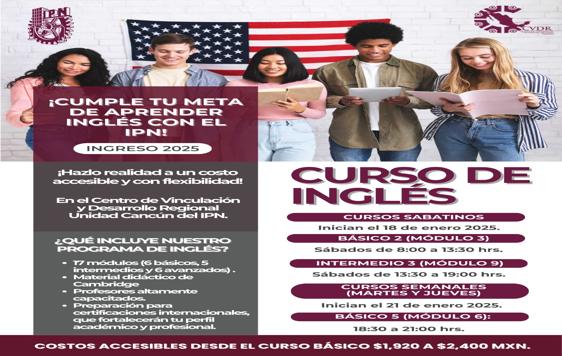 IPN
CVDR
¡CUMPLE TU META
DE APRENDER
INGLÉS CON EL
IPN!
INGRESO 2025
¡Hazlo realidad a un costo
accesible y con flexibilidad!
En el Centro de Vinculación
y Desarrollo Regional
Unidad Cancún del IPN.
¿QUÉ INCLUYE NUESTRO
PROGRAMA DE INGLÉS?
• 17 módulos (6 básicos, 5
intermedios y 6 avanzados) .
• Material didáctico de
Cambridge
• Profesores altamente
capacitados.
• Preparación para
certificaciones internacionales,
que fortalecerán tu perfil
académico y profesional.
CURSO DE
INGLÉS
CURSOS SABATINOS
Inician el 18 de enero 2025.
BÁSICO 2 (MÓDULO 3)
Sábados de 8:00 a 13:30 hrs.
INTERMEDIO 3 (MÓDULO 9)
Sábados de 13:30 a 19:00 hrs.
CURSOS SEMANALES
(MARTES Y JUEVES)
Inician el 21 de enero 2025.
BÁSICO 5 (MÓDULO 6):
18:30 a 21:00 hrs.
COSTOS ACCESIBLES DESDE EL CURSO BÁSICO $1,920 A $2,400 MXN.